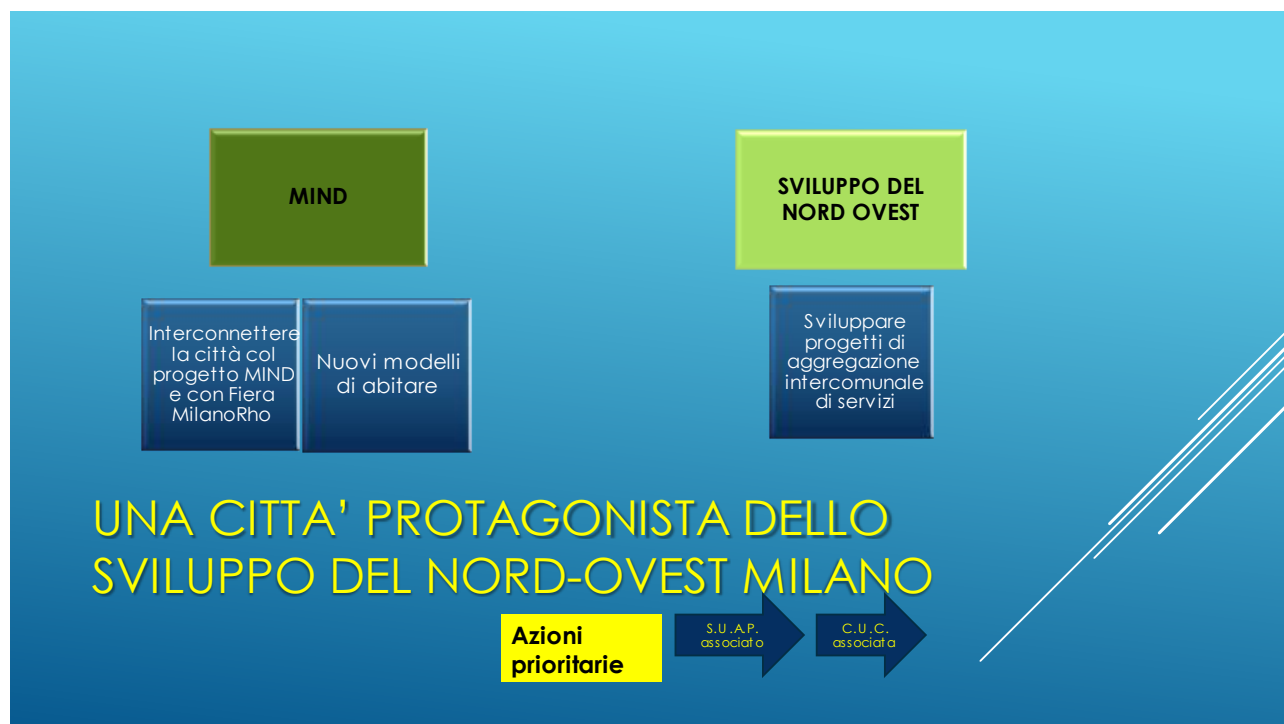 MIND
SVILUPPO DEL
NORD OVEST
Interconnettere
la città col
progetto MIND
e con Fiera
MilanoRho
Nuovi modelli
di abitare
Sviluppare
progetti di
aggregazione
intercomunale
di servizi
UNA CITTA’ PROTAGONISTA DELLO
SVILUPPO DEL NORD-OVEST MILANO
Azioni
prioritarie
S.U.A.P.
associato
C.U.C.
associata